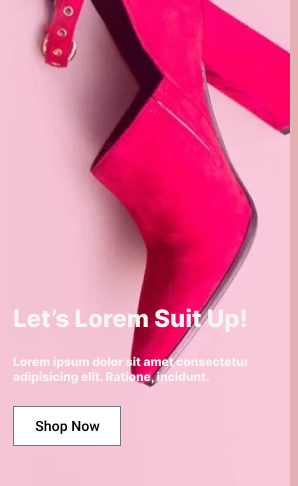 Let's Lorem Suit Up!
Lorem ipsum dolor sit amet consectetur
adipisicing elit. Ratione, incidunt.
Shop Now